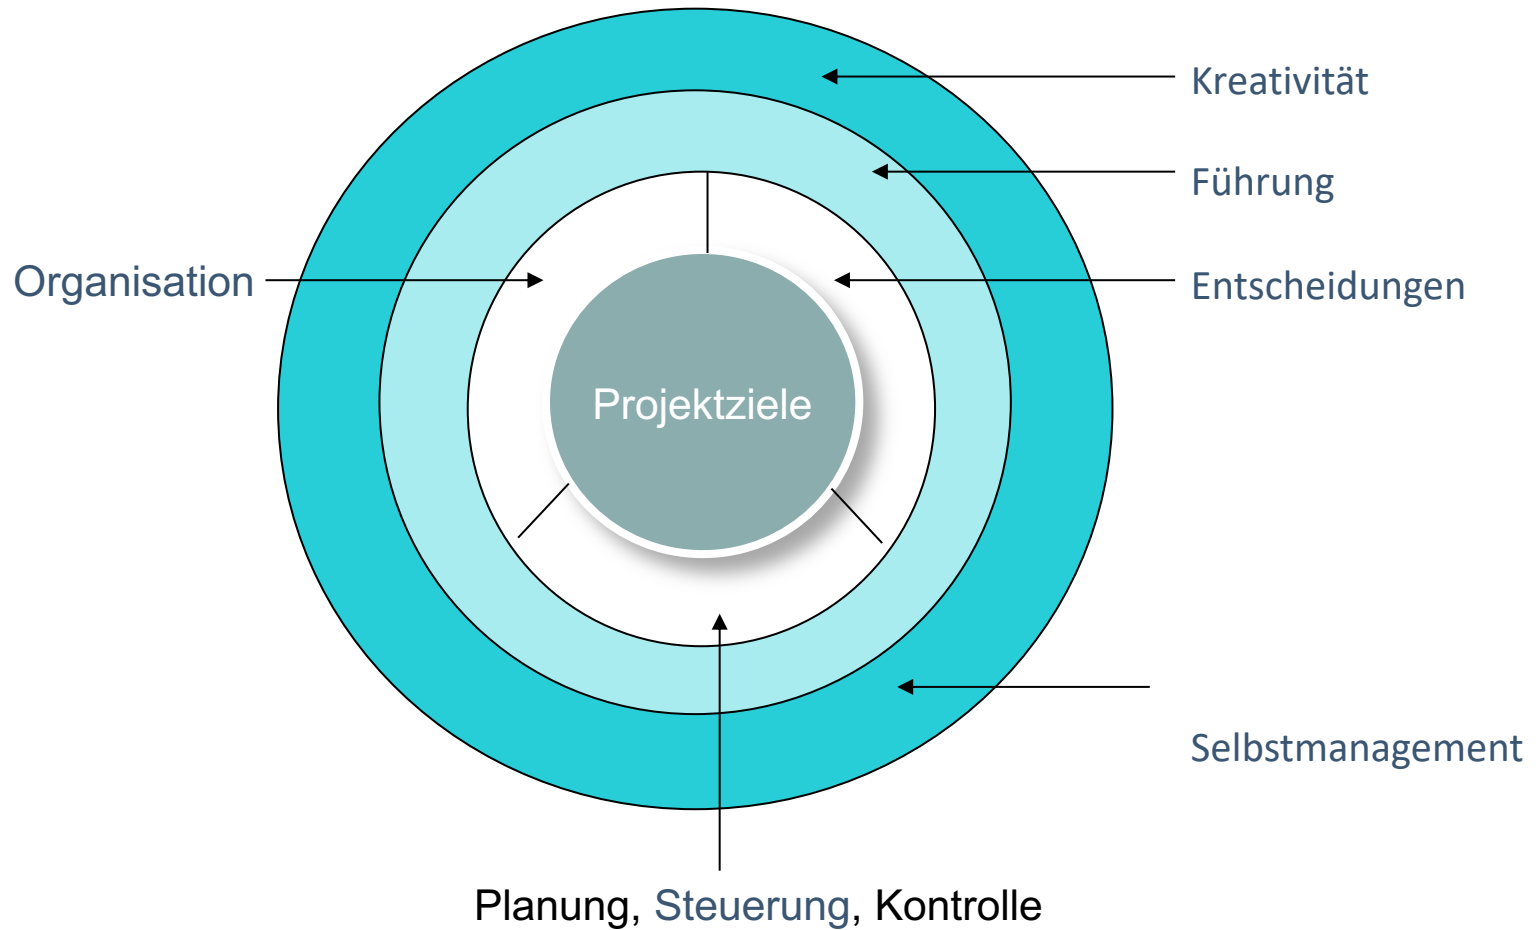 Kreativität
Führung
Organisation
Entscheidungen
Projektziele
Selbstmanagement
Planung, Steuerung, Kontrolle